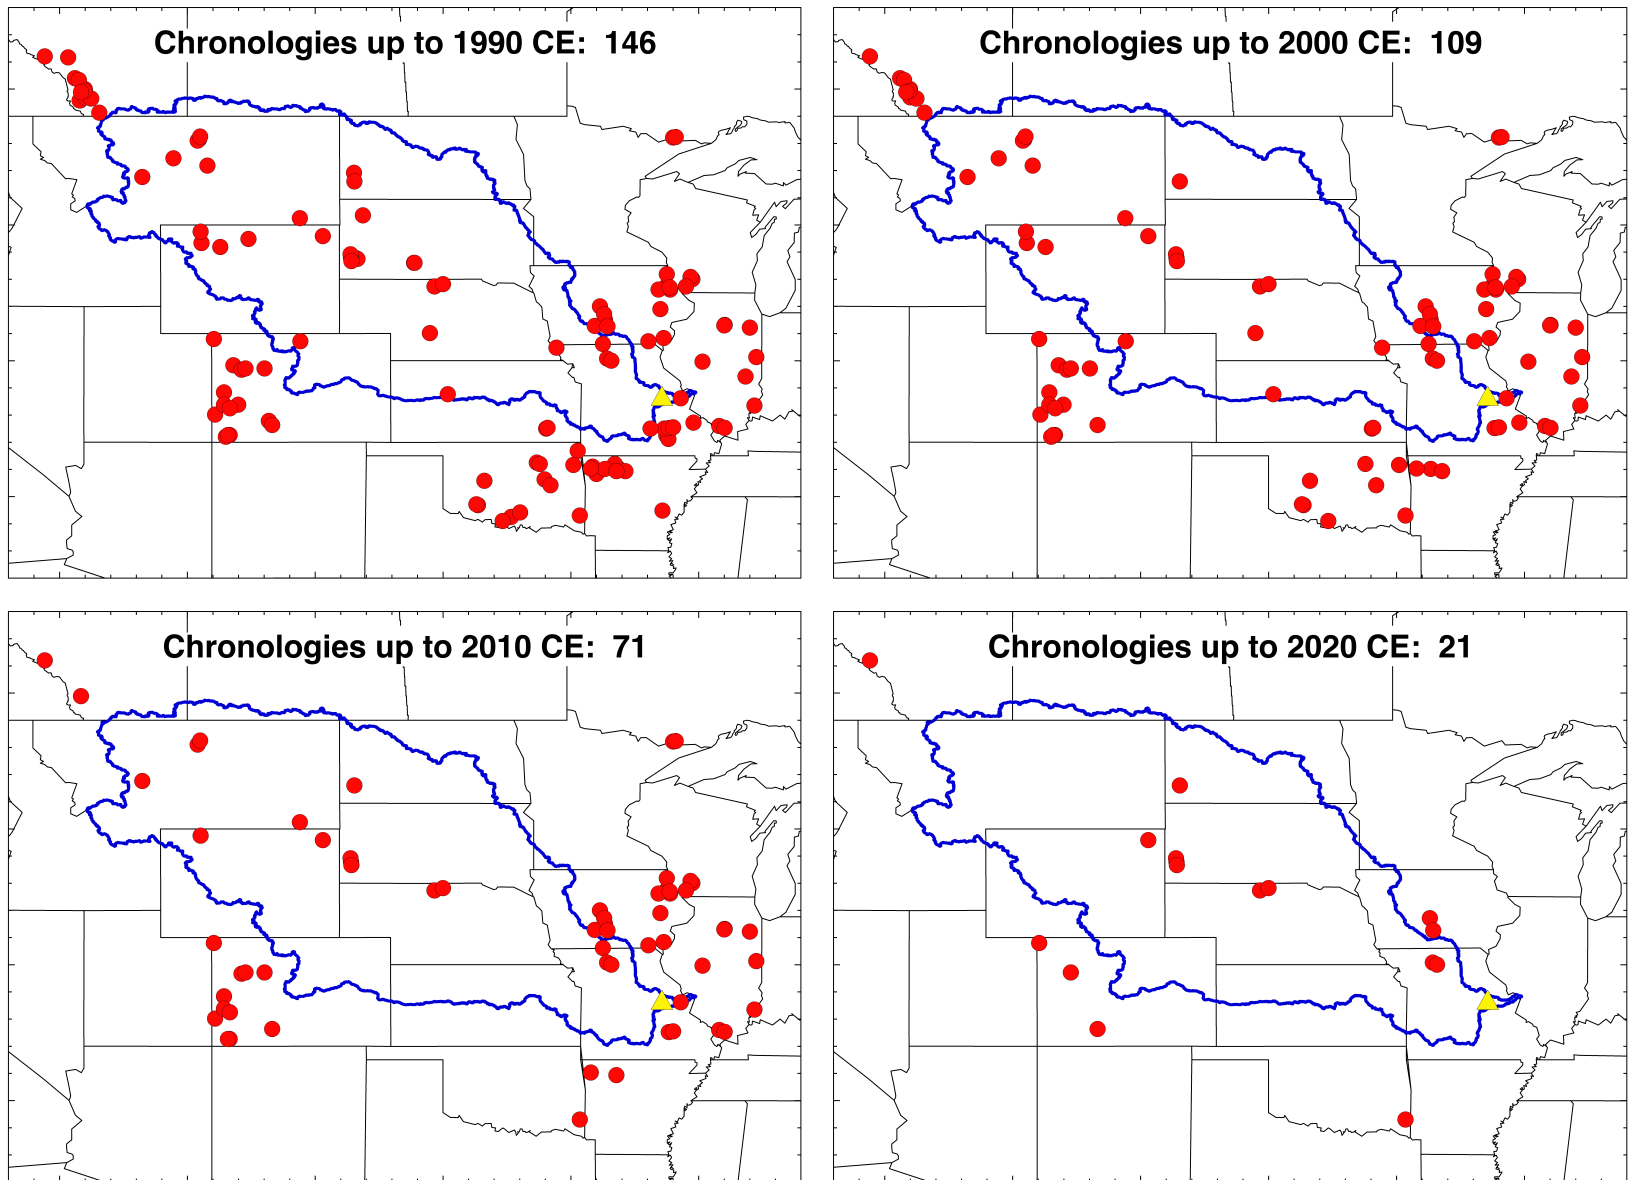 Chronologies up to 1990 CE: 146
Chronologies up to 2000 CE: 109
Chronologies up to 2010 CE: 71
Chronologies up to 2020 CE: 21